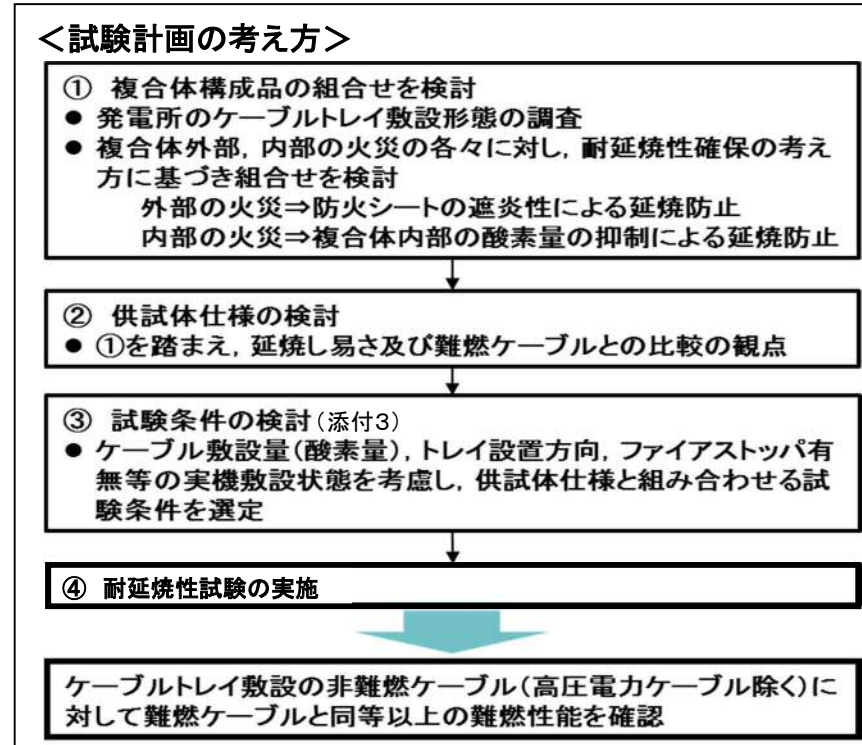 ＜試験計画の考え方＞
① 複合体構成品の組合せを検討
● 発電所のケーブルトレイ敷設形態の調査
● 複合体外部，内部の火災の各々に対し，耐延焼性確保の考え
方に基づき組合せを検討
外部の火災⇒防火シートの遮炎性による延焼防止
内部の火災⇒複合体内部の酸素量の抑制による延焼防止
② 供試体仕様の検討
● ①を踏まえ，延焼し易さ及び難燃ケーブルとの比較の観点
③ 試験条件の検討（添付3）
● ケーブル敷設量（酸素量），トレイ設置方向，ファイアストッパ有
無等の実機敷設状態を考慮し，供試体仕様と組み合わせる試
験条件を選定
④ 耐延焼性試験の実施
ケーブルトレイ敷設の非難燃ケーブル（高圧電力ケーブル除く）に
対して難燃ケーブルと同等以上の難燃性能を確認